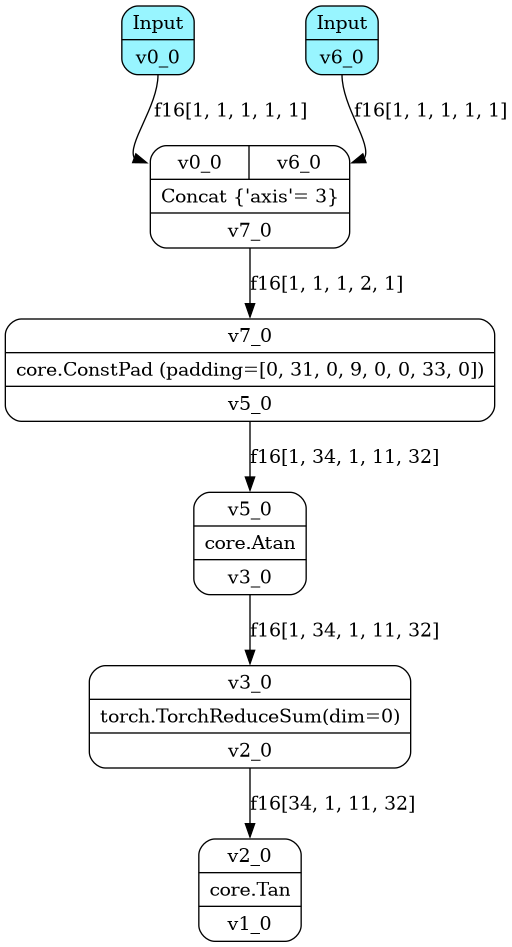 Input
v0_0
Input
v6_0
f16[1, 1, 1, 1, 1]
f16[1, 1, 1, 1, 1]
v0_0
v6_0
Concat {'axis'= 3}
v7_0
f16[1, 1, 1, 2, 1]
v7_0
core.ConstPad (padding=[0, 31, 0, 9, 0, 0, 33, 0])
v5_0
f16[1, 34, 1, 11, 32]
v5_0
core.Atan
v3_0
f16[1, 34, 1, 11, 32]
v3_0
torch.TorchReduceSum(dim=0)
v2_0
f16[34, 1, 11, 32]
v2_0
core.Tan
v1_0